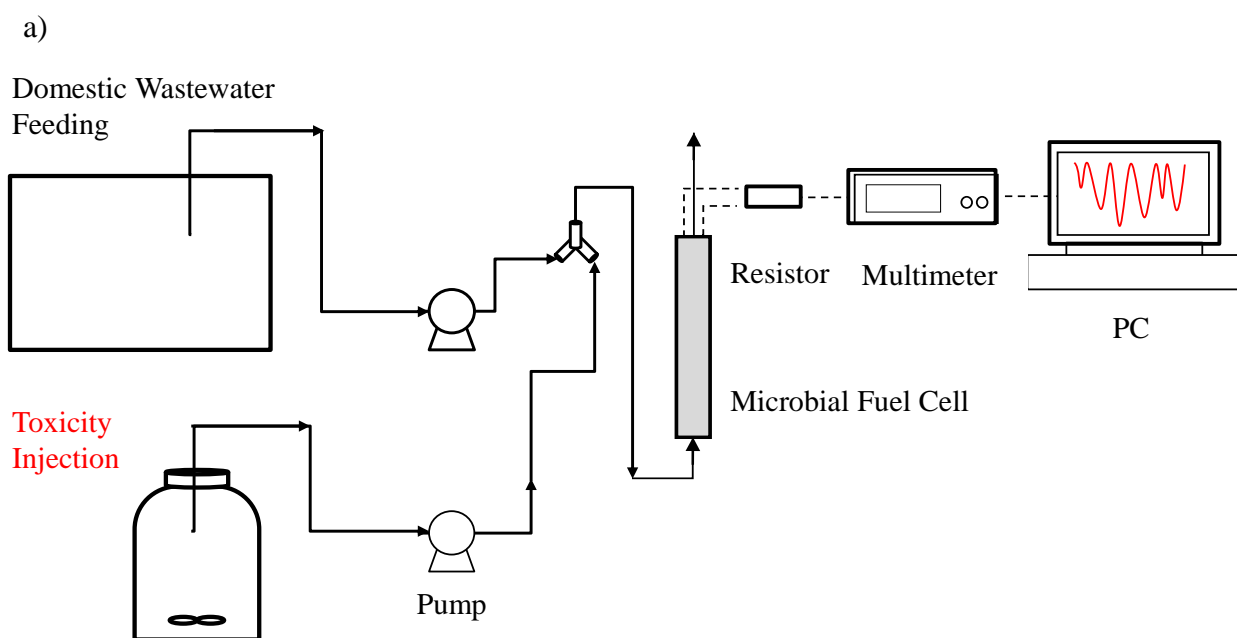 a)
Domestic Wastewater
Feeding
Resistor
Multimeter
PC
Microbial Fuel Cell
Toxicity
Injection
Pump